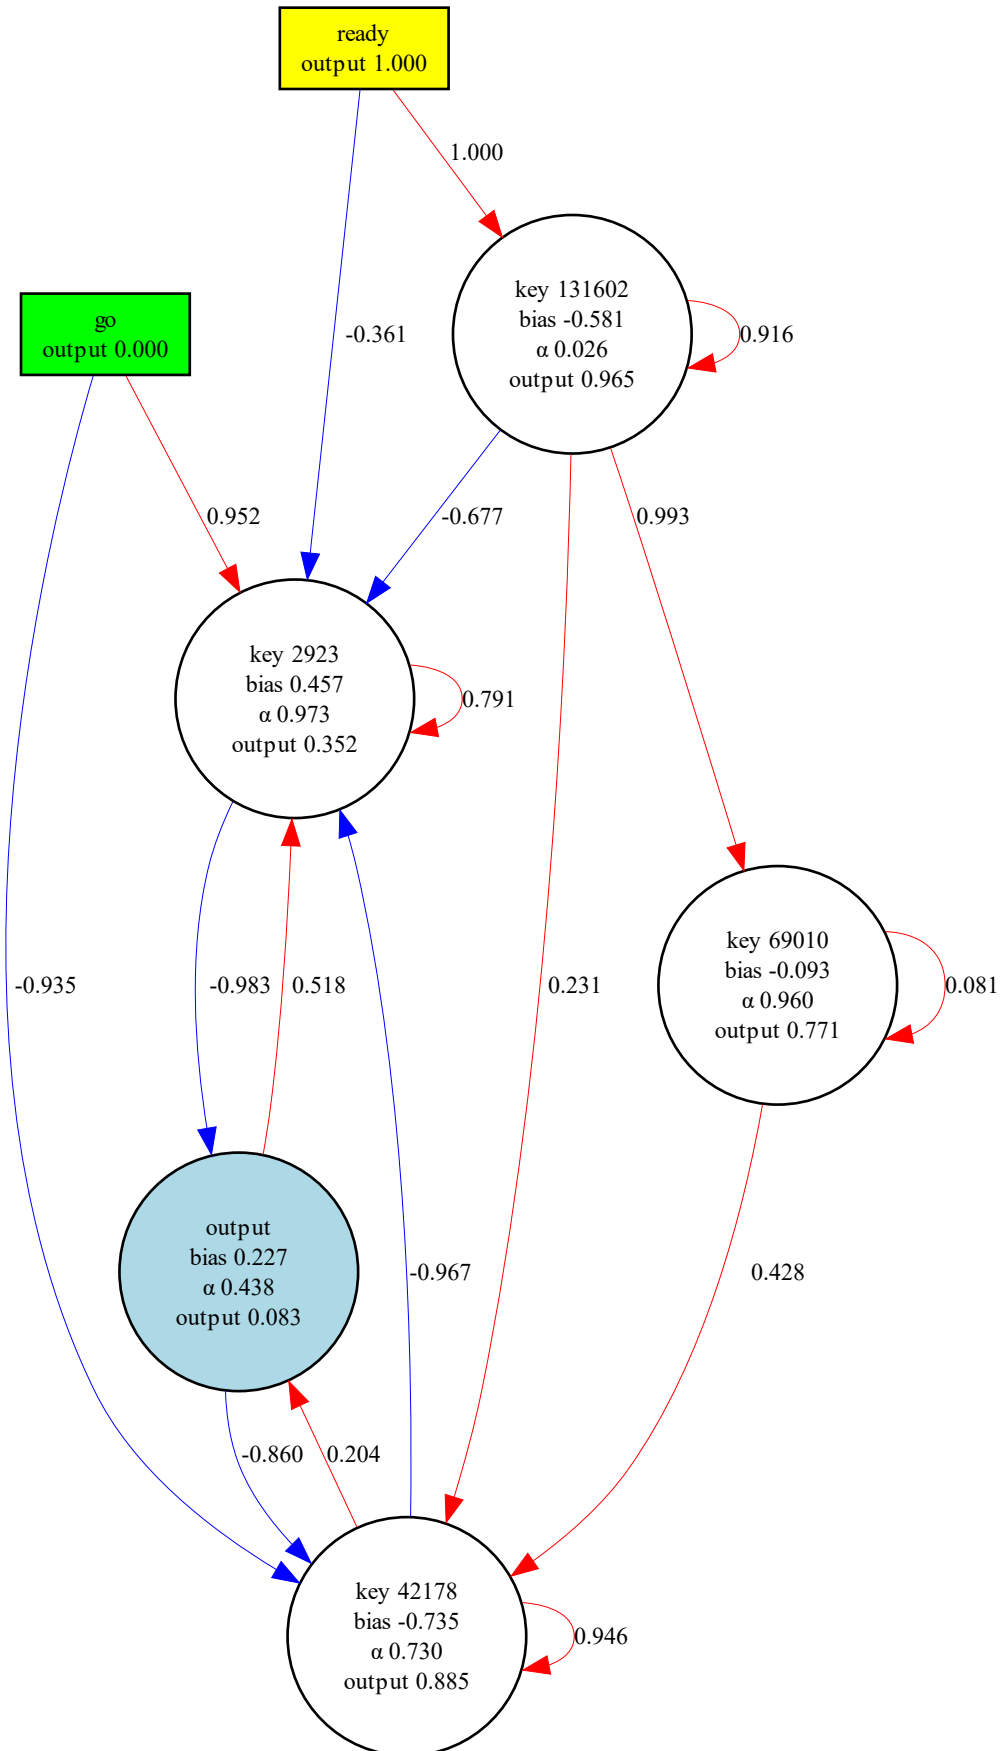 ready
output 1.000
1.000
key 131602
bias -0.581
α 0.026
output 0.965
0.916
-0.361
go
output 0.000
0.952
-0.677
0.993
key 2923
bias 0.457
α 0.973
output 0.352
0.791
key 69010
bias -0.093
α 0.960
output 0.771
0.081
-0.935
-0.983
0.518
0.231
output
bias 0.227
α 0.438
output 0.083
-0.967
0.428
-0.860
0.204
key 42178
bias -0.735
α 0.730
output 0.885
0.946